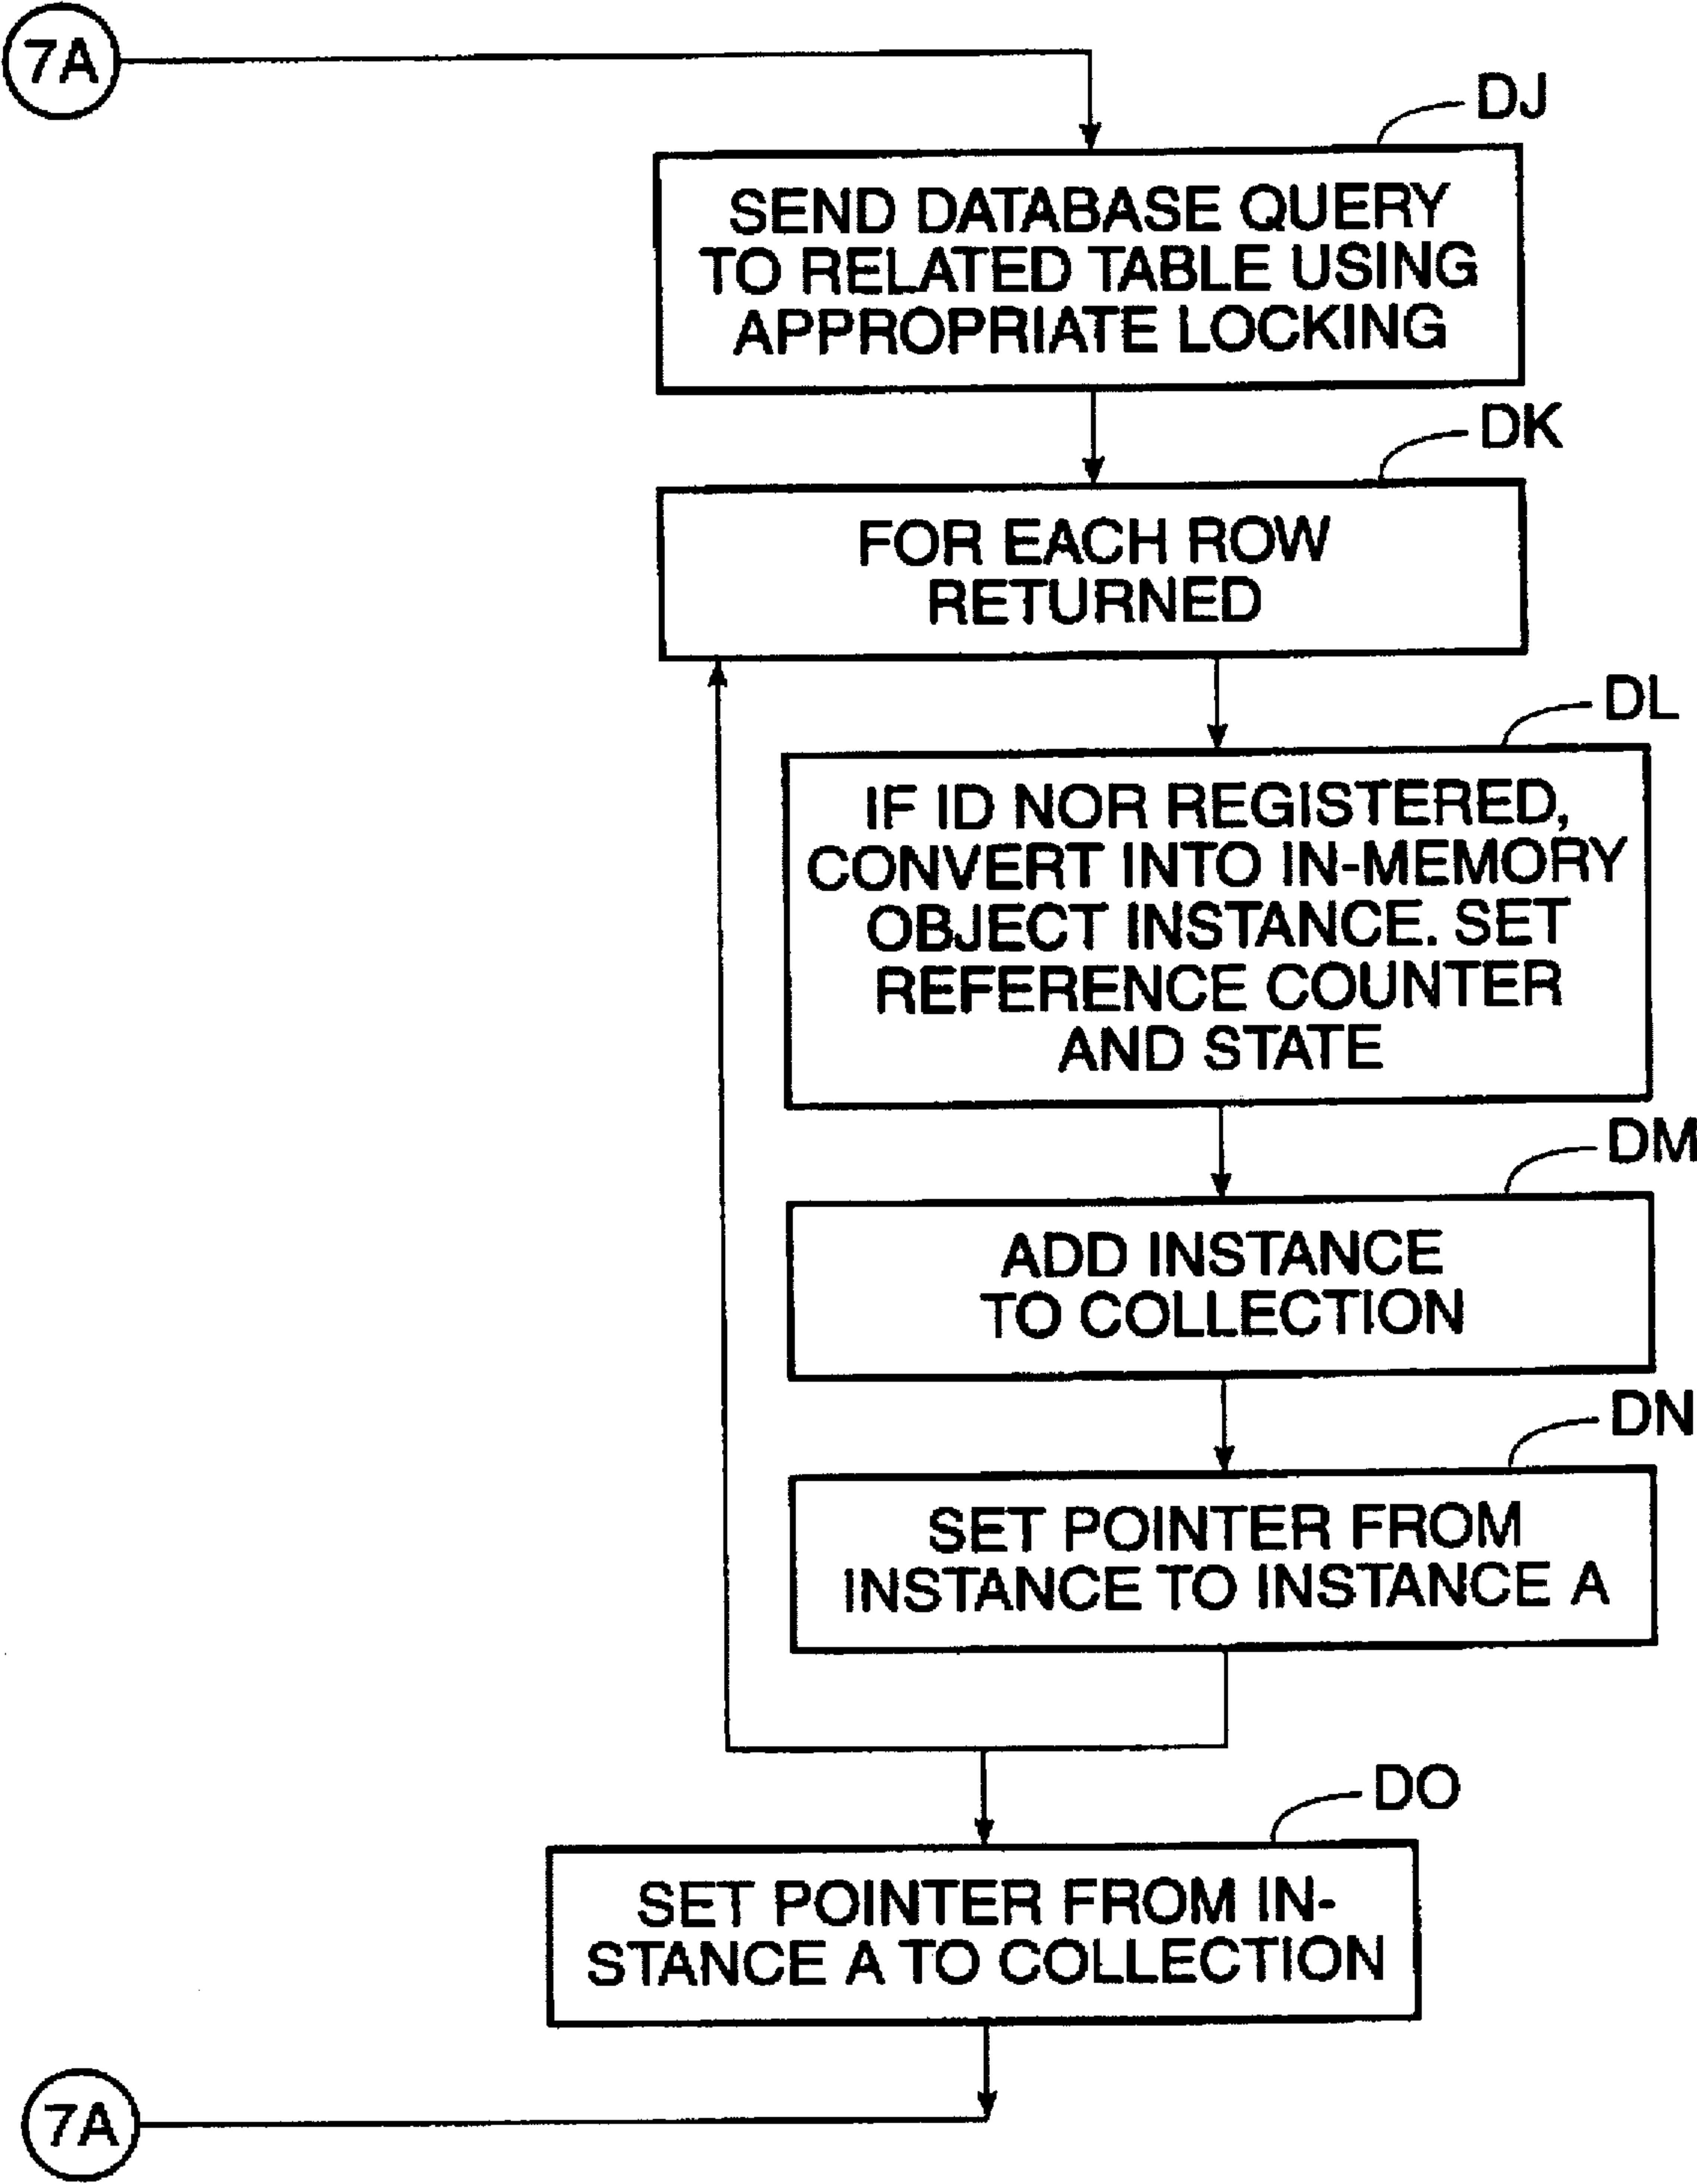 7A
DJ
SEND DATABASE QUERY
TO RELATED TABLE USING
APPROPRIATE LOCKING
DK
FOR EACH ROW
RETURNED
DL
IF ID NOR REGISTERED,
CONVERT INTO IN-MEMORY
OBJECT INSTANCE. SET
REFERENCE COUNTER
AND STATE
DM
ADD INSTANCE
TO COLLECTION
DN
SET POINTER FROM
INSTANCE TO INSTANCE A
DO
SET POINTER FROM IN-
STANCE A TO COLLECTION
7A